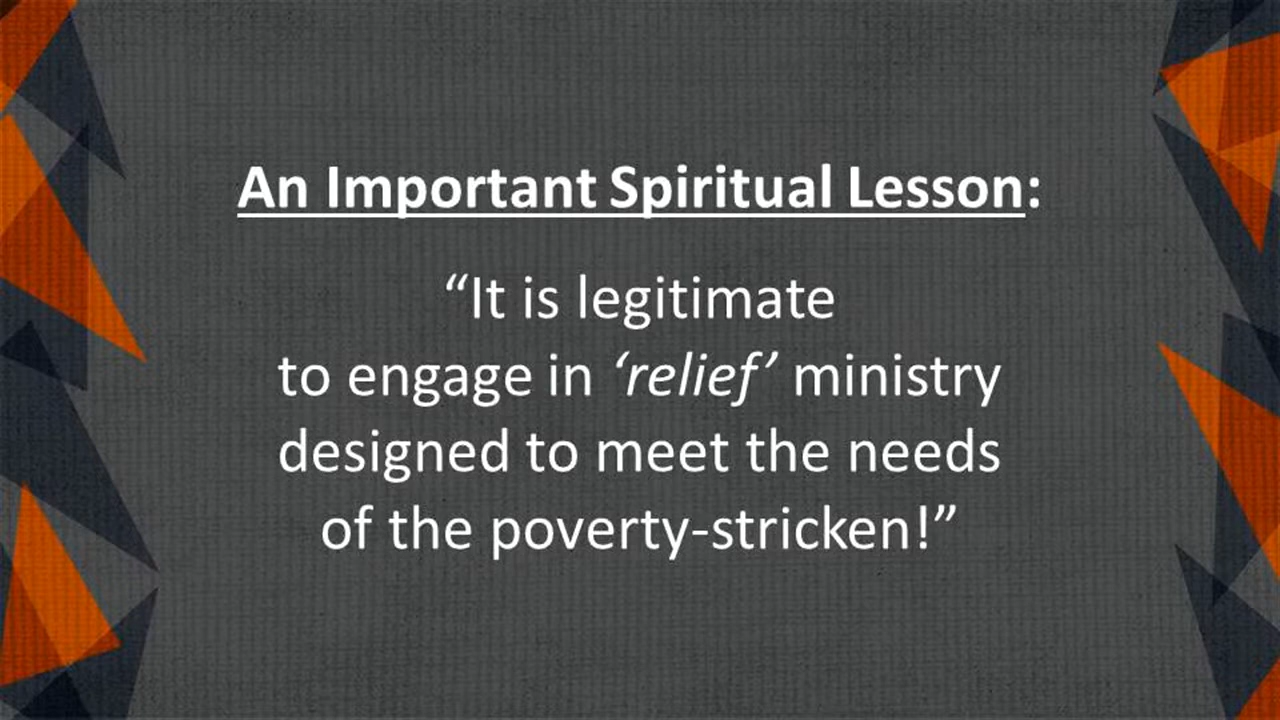 An Important Spiritual Lesson:
“It is legitimate
to engage in ‘relief’ ministry
designed to meet the needs
of the poverty-stricken!”